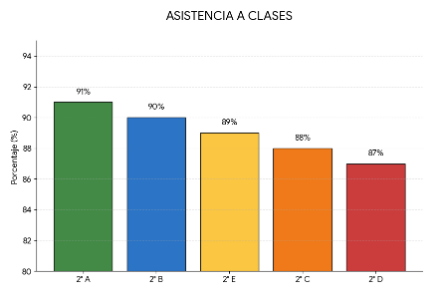 ASISTENCIA A CLASES
94
92
90
88
86
84
82
80
Porcentaje (%)
91%
90%
89%
88%
87%
2° A
2° B
2° E
2° C
2° D